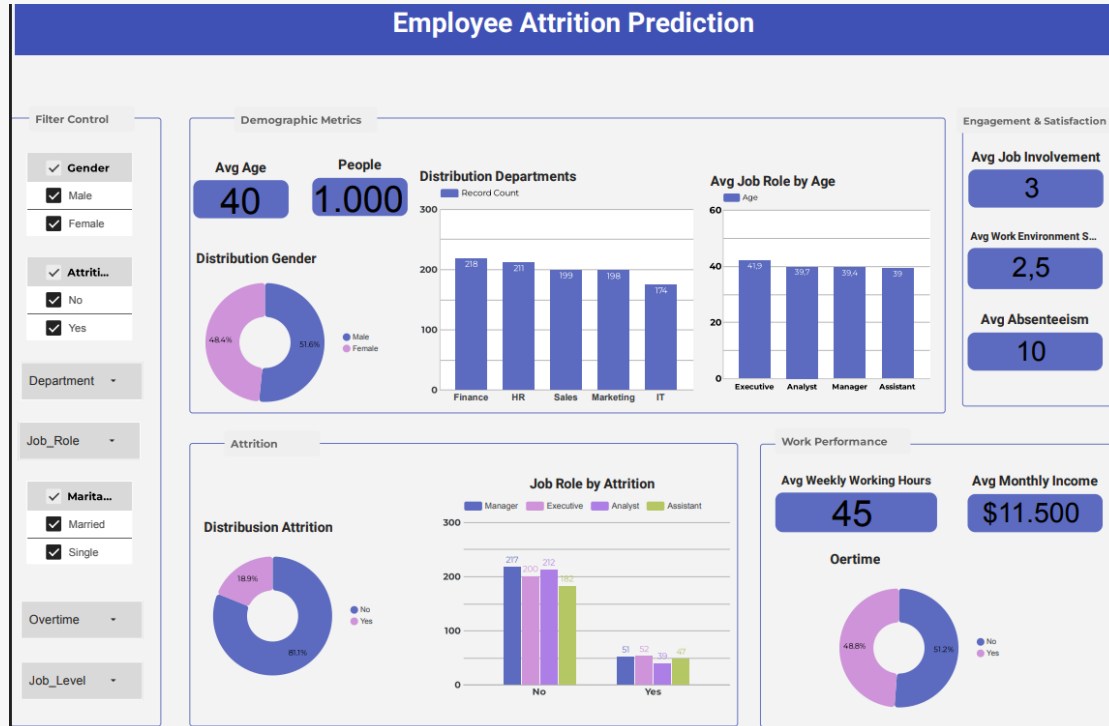 Employee Attrition Prediction
Filter Control
Gender
Male
Female
Attriti...
No
Yes
Department
Job_Role
Marita...
Married
Single
Overtime
Job_Level
Demographic Metrics
Avg Age
40
People
1.000
Distribution Gender
48.4%
51.6%
Male
Female
Distribution Departments
Record Count
300
200
100
0
218
211
199
198
174
Finance
HR
Sales
Marketing
IT
Avg Job Role by Age
Age
60
40
20
0
41,9
39,7
39,4
39
Executive
Analyst
Manager
Assistant
Engagement & Satisfaction
Avg Job Involvement
3
Avg Work Environment S...
2,5
Avg Absenteeism
10
Attrition
Distribusion Attrition
18.9%
81.1%
No
Yes
Job Role by Attrition
Manager
Executive
Analyst
Assistant
300
200
100
0
217
200
212
182
51
52
39
47
No
Yes
Work Performance
Avg Weekly Working Hours
45
Avg Monthly Income
$11.500
Oertime
48.8%
51.2%
No
Yes